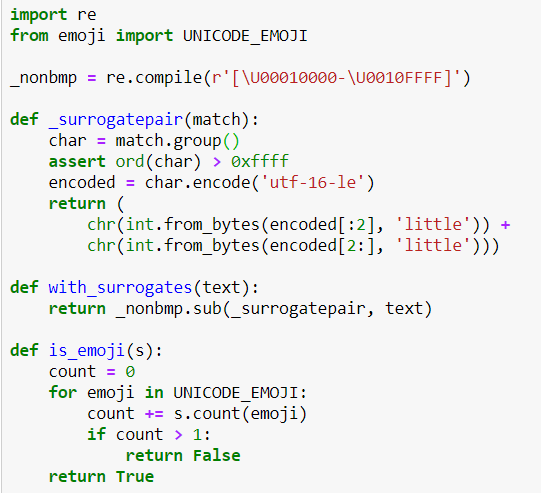 import re
from emoji import UNICODE_EMOJI
_nonbmp = re.compile(r'[\U00010000-\U0010FFFF]')
def _surrogatepair(match):
    char = match.group()
    assert ord(char) > 0xffff
    encoded = char.encode('utf-16-le')
    return (
        chr(int.from_bytes(encoded[:2], 'little')) +
        chr(int.from_bytes(encoded[2:], 'little')))
def with_surrogates(text):
    return _nonbmp.sub(_surrogatepair, text)
def is_emoji(s):
    count = 0
    for emoji in UNICODE_EMOJI:
        count += s.count(emoji)
        if count > 1:
            return False
    return True